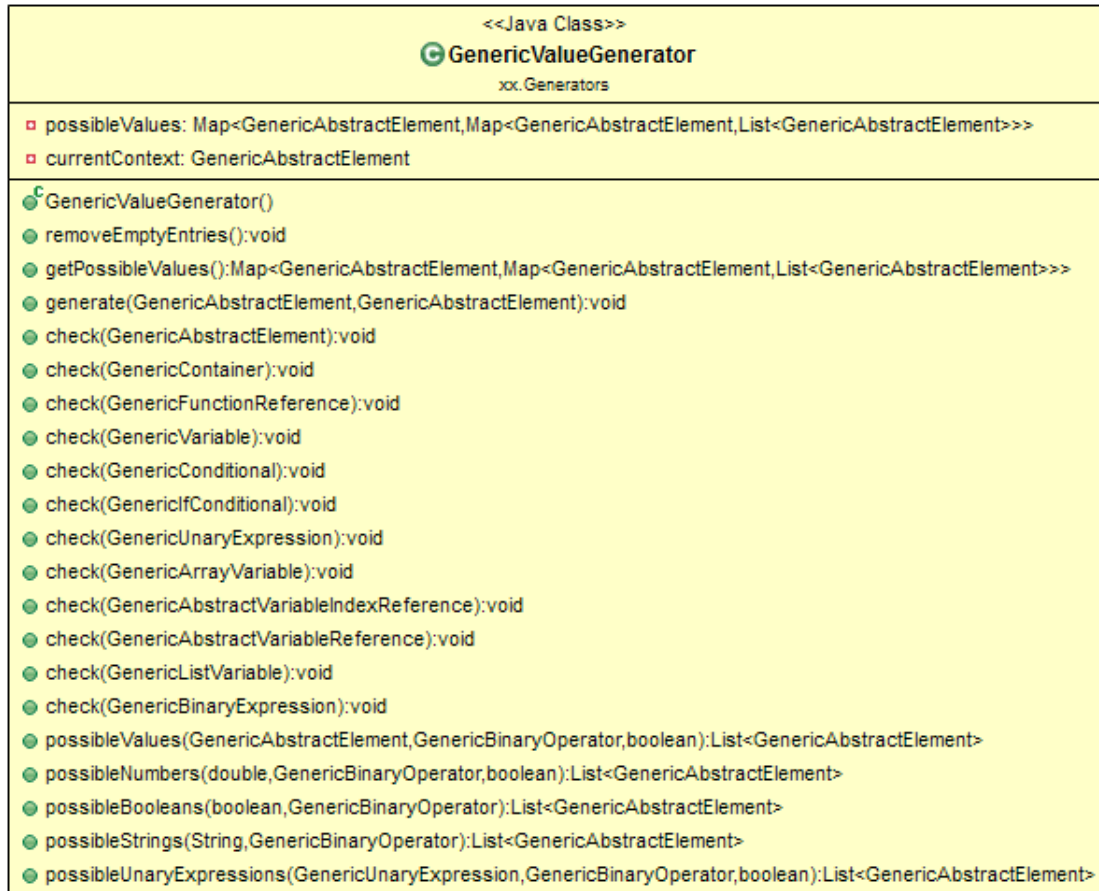 <<Java Class>>
C GenericValueGenerator
xx.Generators
possibleValues: Map<GenericAbstractElement,Map<GenericAbstractElement,List<GenericAbstractElement>>>
currentContext: GenericAbstractElement
C GenericValueGenerator()
removeEmptyEntries():void
getPossibleValues():Map<GenericAbstractElement,Map<GenericAbstractElement,List<GenericAbstractElement>>>
generate(GenericAbstractElement,GenericAbstractElement):void
check(GenericAbstractElement):void
check(GenericContainer):void
check(GenericFunctionReference):void
check(GenericVariable):void
check(GenericConditional):void
check(GenericIfConditional):void
check(GenericUnaryExpression):void
check(GenericArrayVariable):void
check(GenericAbstractVariableIndexReference):void
check(GenericAbstractVariableReference):void
check(GenericListVariable):void
check(GenericBinaryExpression):void
possibleValues(GenericAbstractElement,GenericBinaryOperator,boolean):List<GenericAbstractElement>
possibleNumbers(double,GenericBinaryOperator,boolean):List<GenericAbstractElement>
possibleBooleans(boolean,GenericBinaryOperator):List<GenericAbstractElement>
possibleStrings(String,GenericBinaryOperator):List<GenericAbstractElement>
possibleUnaryExpressions(GenericUnaryExpression,GenericBinaryOperator,boolean):List<GenericAbstractElement>